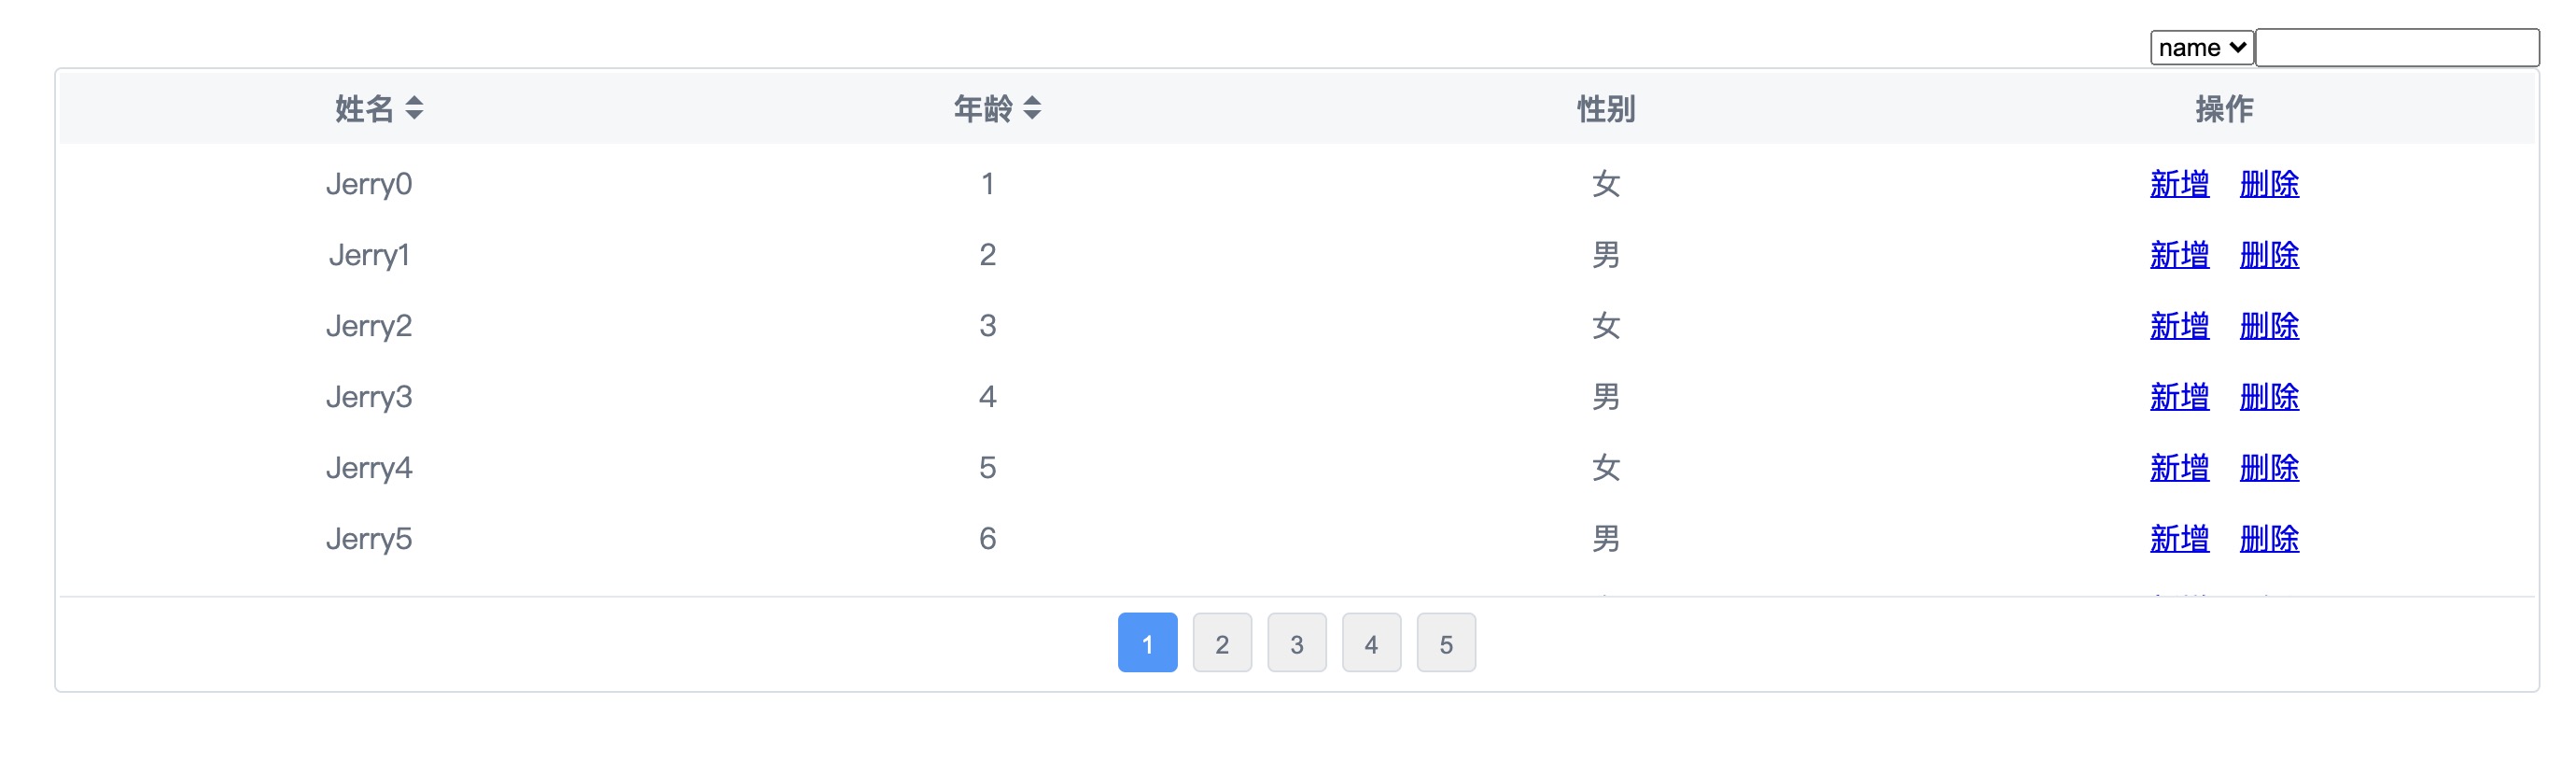 name
姓名 年龄 性别 操作
Jerry0 1 女 新增 删除
Jerry1 2 男 新增 删除
Jerry2 3 女 新增 删除
Jerry3 4 男 新增 删除
Jerry4 5 女 新增 删除
Jerry5 6 男 新增 删除
1 2 3 4 5